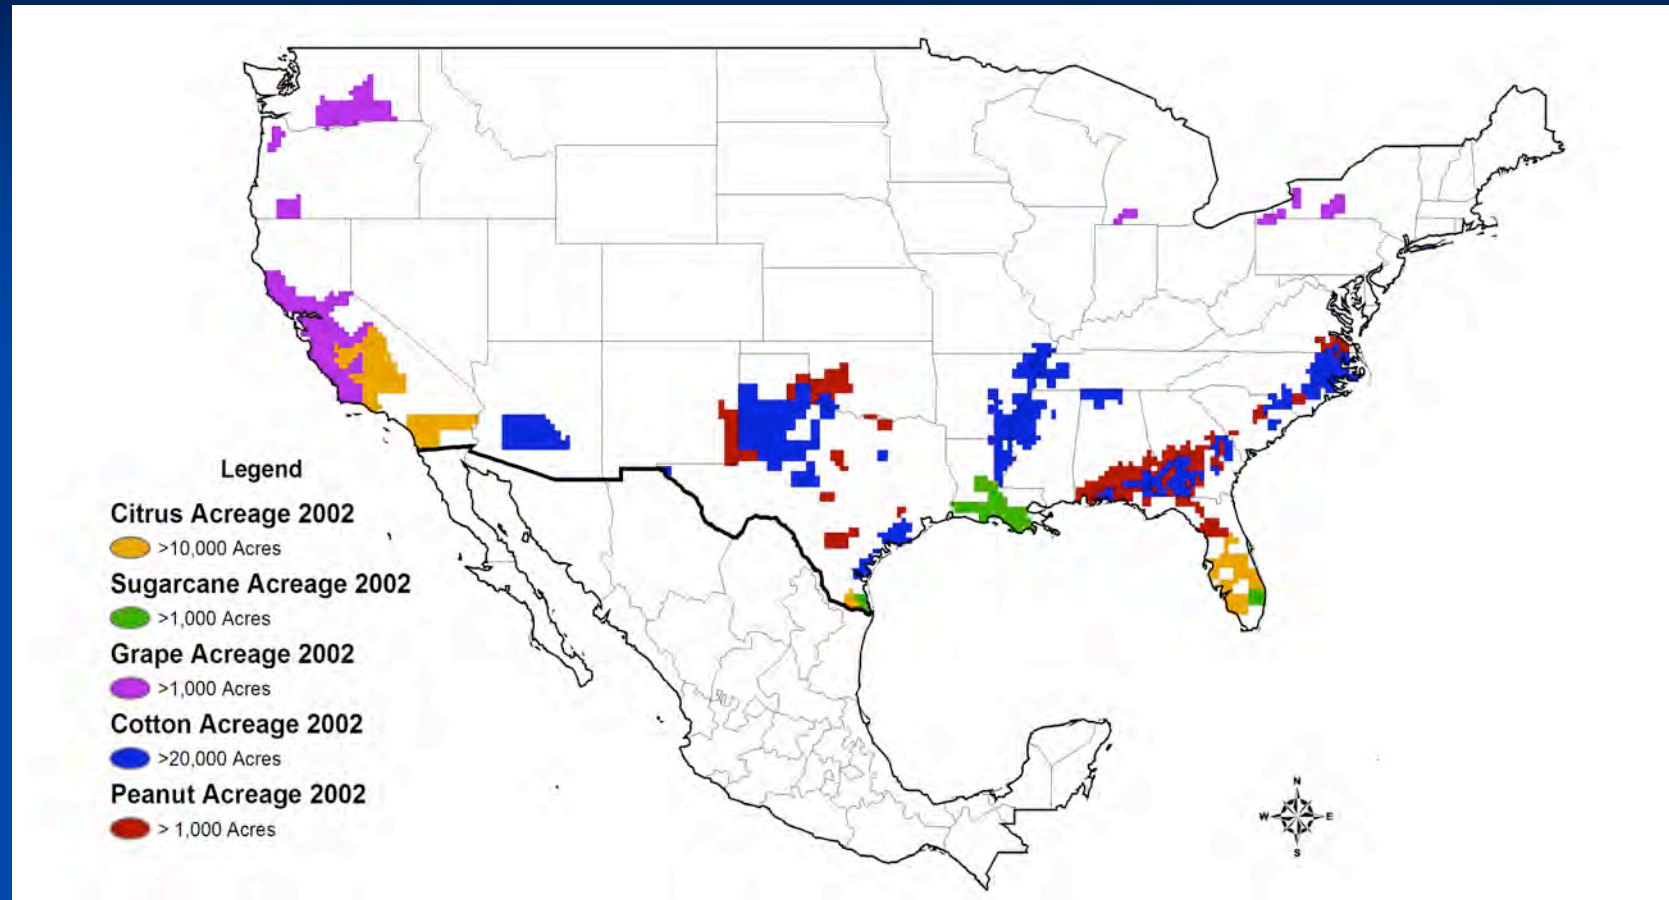 Legend
Citrus Acreage 2002
>10,000 Acres
Sugarcane Acreage 2002
>1,000 Acres
Grape Acreage 2002
>1,000 Acres
Cotton Acreage 2002
>20,000 Acres
Peanut Acreage 2002
> 1,000 Acres
N
W E
S